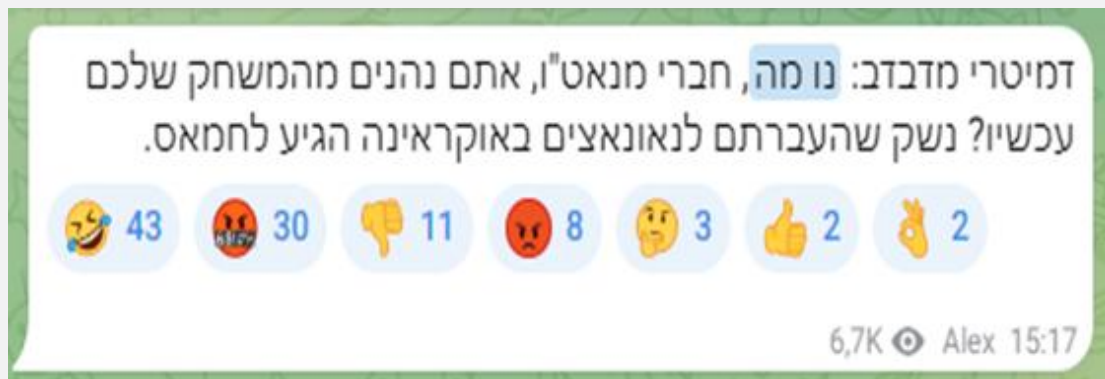 דמיטרי מדבדב: נו מה, חברי מנאט"ו, אתם נהנים מהמשחק שלכם
עכשיו? נשק שהעברתם לנאונאצים באוקראינה הגיע לחמאס.
43 30 11 8 3 2 2
6,7K Alex 15:17